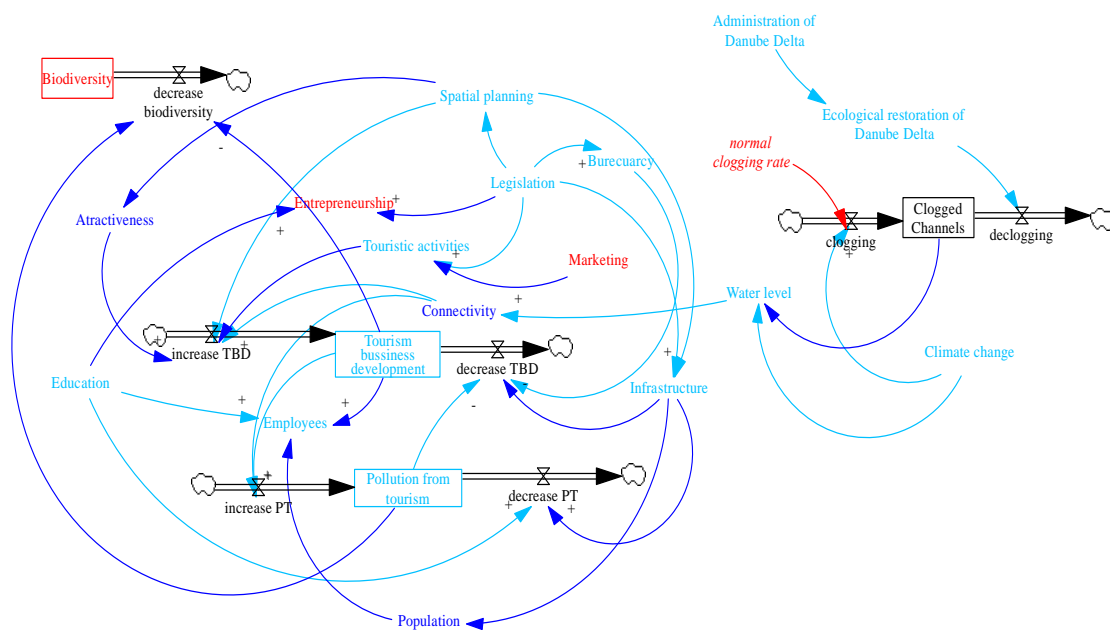 Administration of
Danube Delta
Biodiversity
decrease
biodiversity
-
Spatial planning
Ecological restoration of
Danube Delta
normal
clogging rate
+
Burecuarcy
Legislation
Entrepreneurship
+
+
Atractiveness
Clogged
Channels
clogging
declogging
+
Touristic activities
+
Marketing
+
Water level
+
Connectivity
+
+
increase TBD
Tourism
bussiness
development
decrease TBD
+
-
Climate change
Education
Infrastructure
+
+
-
Employees
+
increase PT
Pollution from
tourism
decrease PT
+
+
Population
+